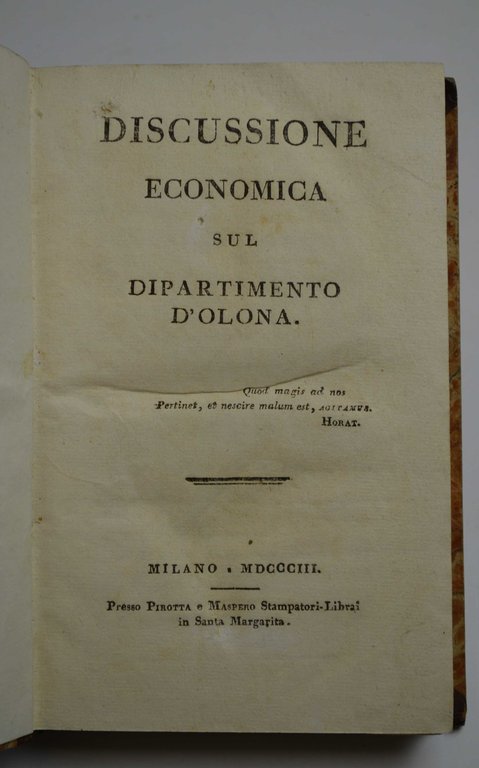 DISCUSSIONE
ECONOMICA
SUL
DIPARTIMENTO
D'OLONA.
Quod magis ad nos
Pertinet, et nescire malum est, AGITAMUS.
HORAT.
MILANO • MDCCCIII.
Presso PIROTTA e MASPERO Stampatori-Libraî
in Santa Margarita.